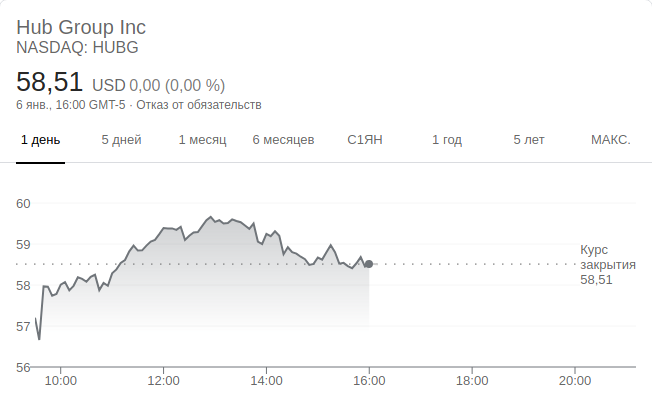 Hub Group Inc
NASDAQ: HUBG
58,51 USD 0,00 (0,00 %)
6 янв., 16:00 GMT-5 · Отказ от обязательств
1 день 5 дней 1 месяц 6 месяцев С1ЯН 1 год 5 лет МАКС.
60
59
Курс
закрытия
58,51
58
57
56
10:00 12:00 14:00 16:00 18:00 20:00